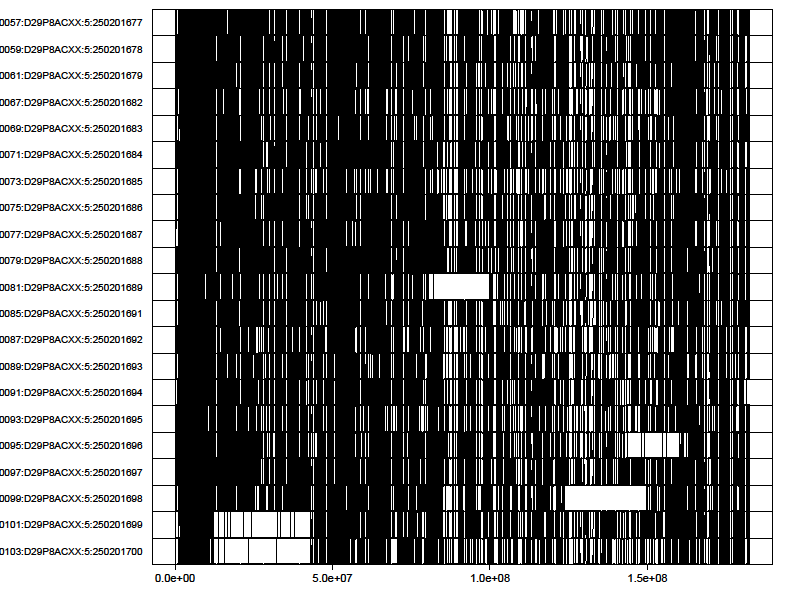 0057:D29P8ACXX:5:250201677
0059:D29P8ACXX:5:250201678
0061:D29P8ACXX:5:250201679
0067:D29P8ACXX:5:250201682
0069:D29P8ACXX:5:250201683
0071:D29P8ACXX:5:250201684
0073:D29P8ACXX:5:250201685
0075:D29P8ACXX:5:250201686
0077:D29P8ACXX:5:250201687
0079:D29P8ACXX:5:250201688
0081:D29P8ACXX:5:250201689
0085:D29P8ACXX:5:250201691
0087:D29P8ACXX:5:250201692
0089:D29P8ACXX:5:250201693
0091:D29P8ACXX:5:250201694
0093:D29P8ACXX:5:250201695
0095:D29P8ACXX:5:250201696
0097:D29P8ACXX:5:250201697
0099:D29P8ACXX:5:250201698
0101:D29P8ACXX:5:250201699
0103:D29P8ACXX:5:250201700
0.0e+00 5.0e+07 1.0e+08 1.5e+08